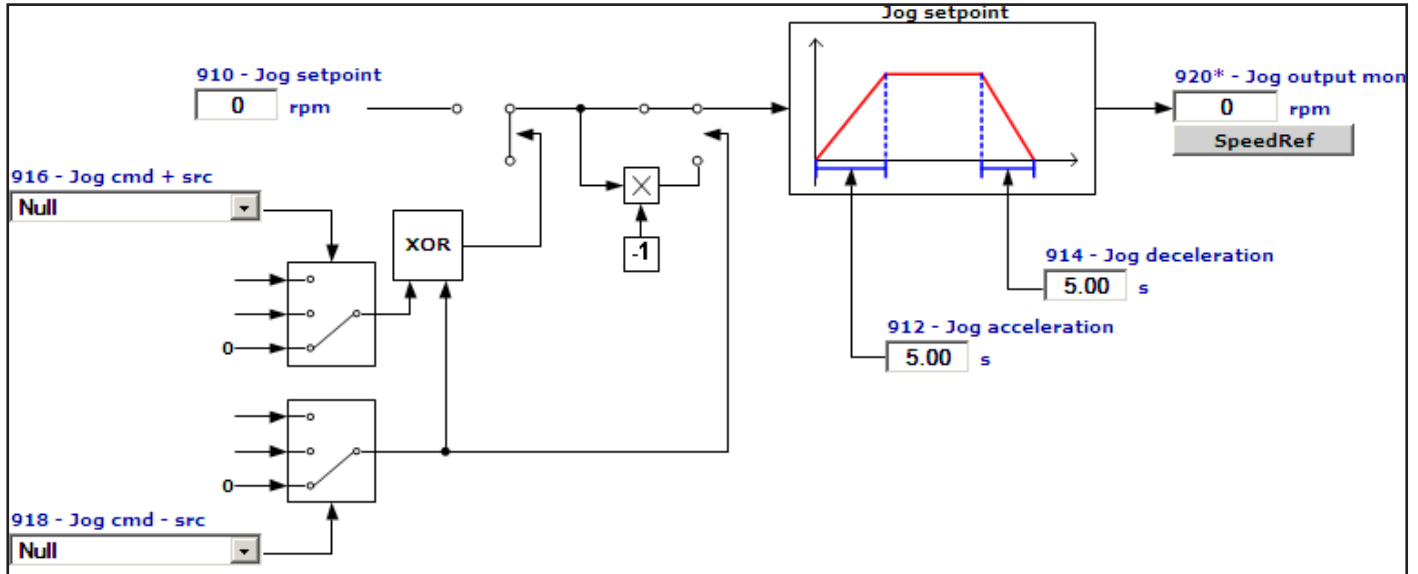 Jog setpoint
910 - Jog setpoint
0 rpm
920* - Jog output mon
0 rpm
SpeedRef
916 - Jog cmd + src
Null
XOR
-1
914 - Jog deceleration
5.00 s
912 - Jog acceleration
5.00 s
0
0
918 - Jog cmd - src
Null